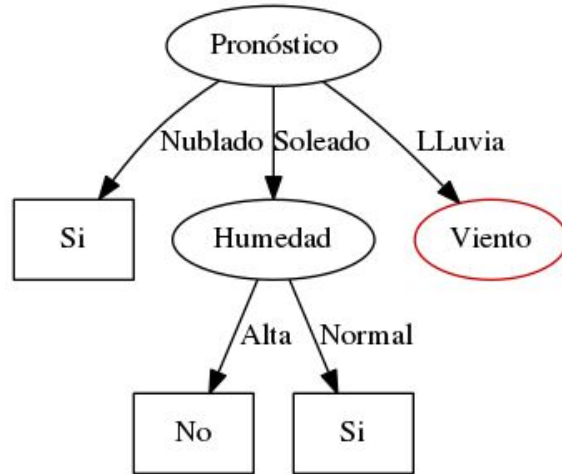 Pronóstico
Nublado
Soleado
LLuvia
Si
Humedad
Viento
Alta
Normal
No
Si